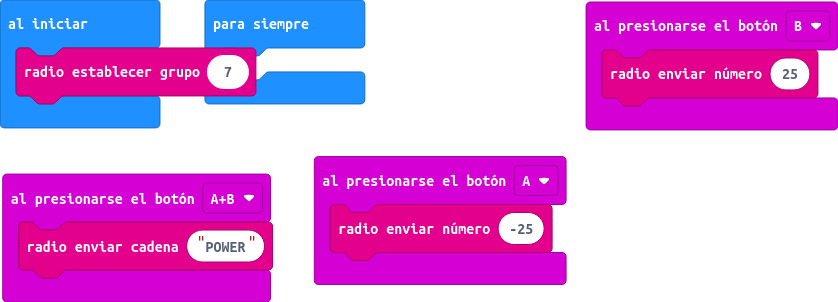 al iniciar
radio establecer grupo 7
para siempre
al presionarse el botón B
radio enviar número 25
al presionarse el botón A+B
radio enviar cadena "POWER"
al presionarse el botón A
radio enviar número -25